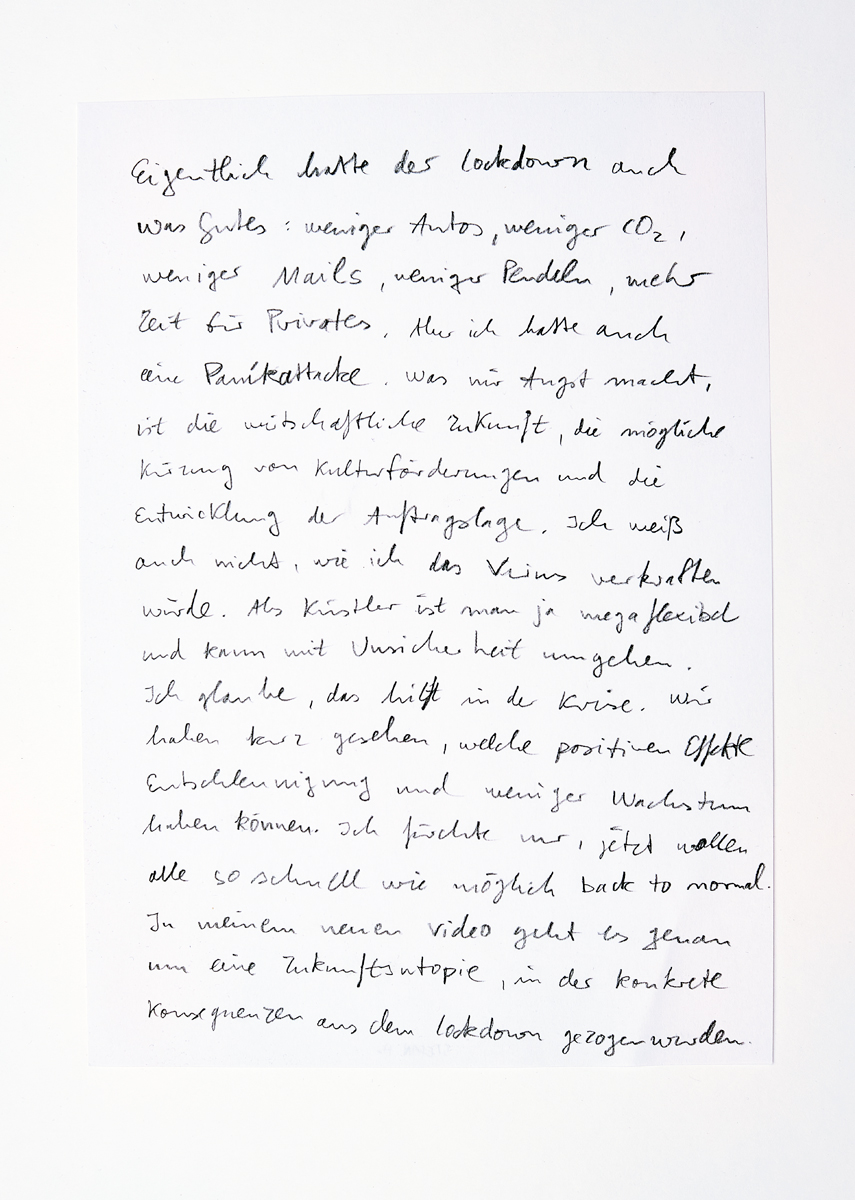 Eigentlich hatte der Lockdown auch
was Gutes: weniger Autos, weniger CO2,
weniger Mails, weniger Pendeln, mehr
Zeit für Privates. Aber ich hatte auch
eine Panikattacke. Was mir Angst macht,
ist die wirtschaftliche Zukunft, die mögliche
Kürzung von Kulturförderungen und die
Entwicklung der Auftragslage. Ich weiß
auch nicht, wie ich das Virus verkraften
würde. Als Künstler ist man ja megaflexibel
und kann mit Unsicherheit umgehen.
Ich glaube, das hilft in der Krise. Wir
haben kurz gesehen, welche positiven Effekte
Entschleunigung und weniger Wachstum
haben können. Ich fürchte nur, jetzt wollen
alle so schnell wie möglich back to normal.
In meinem neuen Video geht es genau
um eine Zukunftsutopie, in der konkrete
Konsequenzen aus dem Lockdown gezogen wurden.